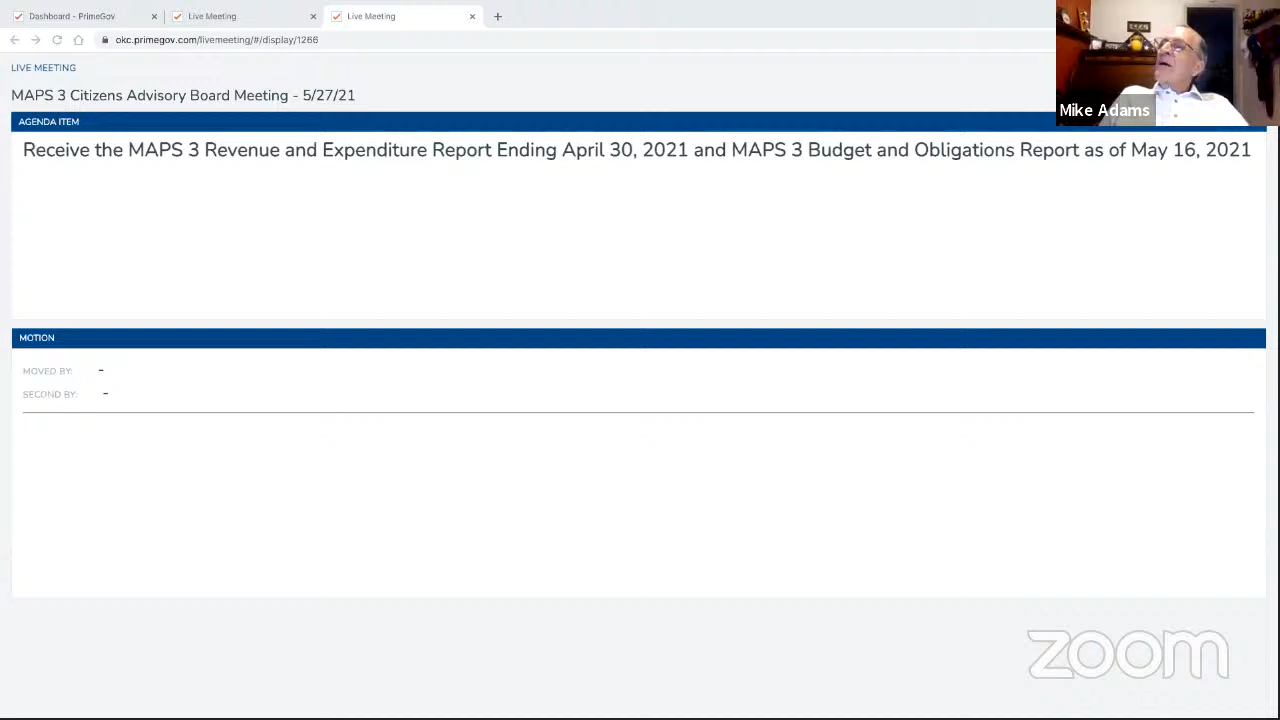 Dashboard - PrimeGov
Live Meeting
Live Meeting
okc.primegov.com/livemeeting/#/display/1266
LIVE MEETING
MAPS 3 Citizens Advisory Board Meeting - 5/27/21
Mike Adams
AGENDA ITEM
Receive the MAPS 3 Revenue and Expenditure Report Ending April 30, 2021 and MAPS 3 Budget and Obligations Report as of May 16, 2021
MOTION
MOVED BY: -
SECOND BY: -
zoom